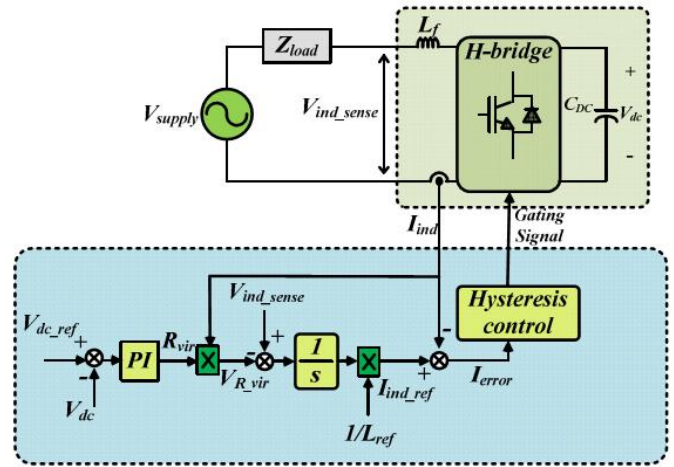 L_f
Z_load
H-bridge
+
C_DC
V_dc
-
V_supply
V_ind_sense
I_ind
Gating
Signal
V_ind_sense
Hysteresis
control
V_dc_ref
+
-
PI
R_vir
X
-
+
V_R_vir
1
s
X
I_ind_ref
+
-
I_error
V_dc
1/L_ref